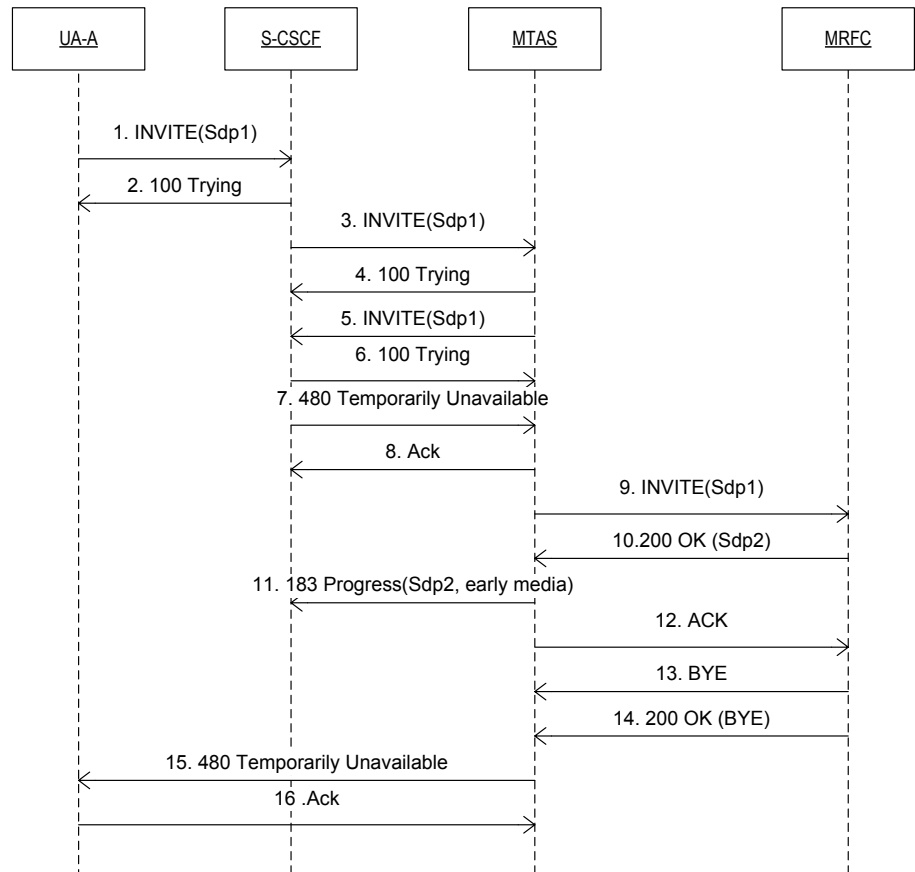 UA-A
S-CSCF
MTAS
MRFC
1. INVITE(Sdp1)
2. 100 Trying
3. INVITE(Sdp1)
4. 100 Trying
5. INVITE(Sdp1)
6. 100 Trying
7. 480 Temporarily Unavailable
8. Ack
9. INVITE(Sdp1)
10.200 OK (Sdp2)
11. 183 Progress(Sdp2, early media)
12. ACK
13. BYE
14. 200 OK (BYE)
15. 480 Temporarily Unavailable
16 .Ack